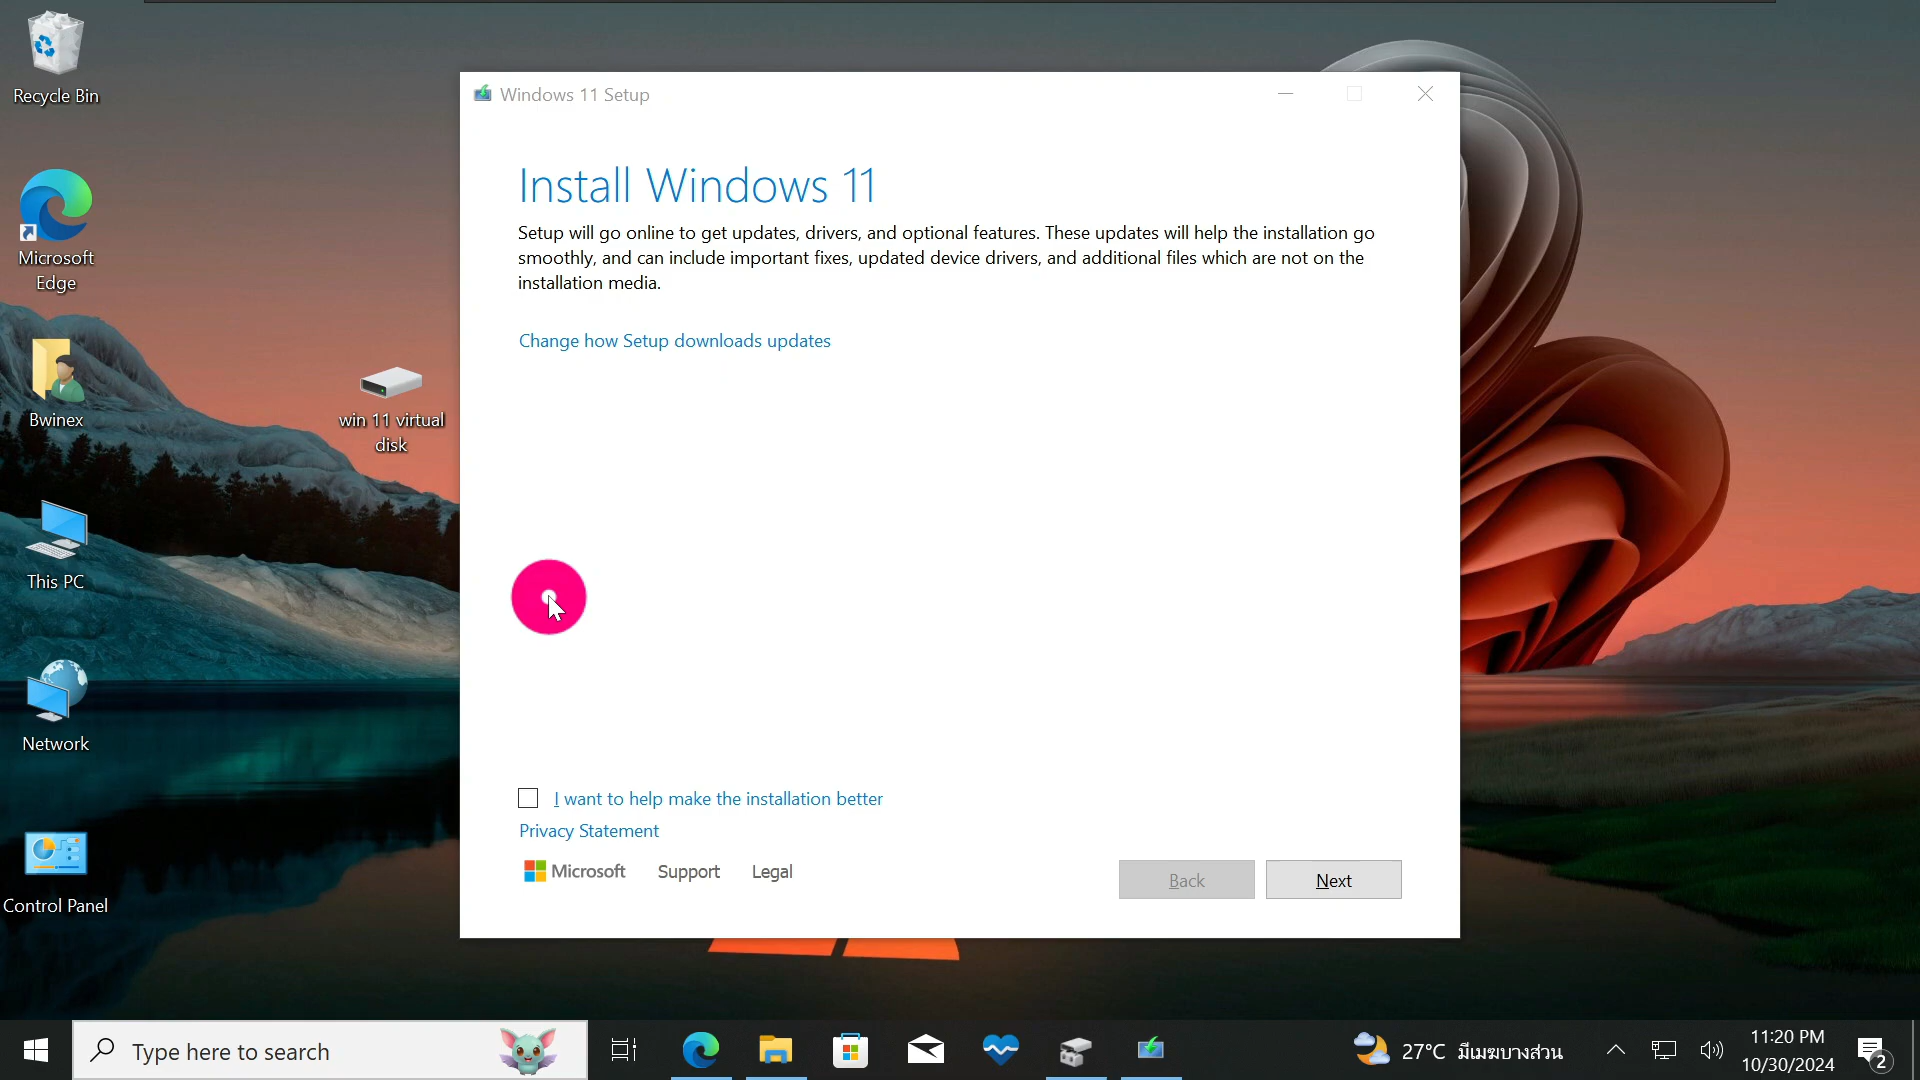 Recycle Bin
Microsoft
Edge
Bwinex
win 11 virtual
disk
This PC
Network
Control Panel
Windows 11 Setup
Install Windows 11
Setup will go online to get updates, drivers, and optional features. These updates will help the installation go
smoothly, and can include important fixes, updated device drivers, and additional files which are not on the
installation media.
Change how Setup downloads updates
I want to help make the installation better
Privacy Statement
Microsoft Support Legal
Back Next
Type here to search
27°C มีเมฆบางส่วน
11:20 PM
10/30/2024
2